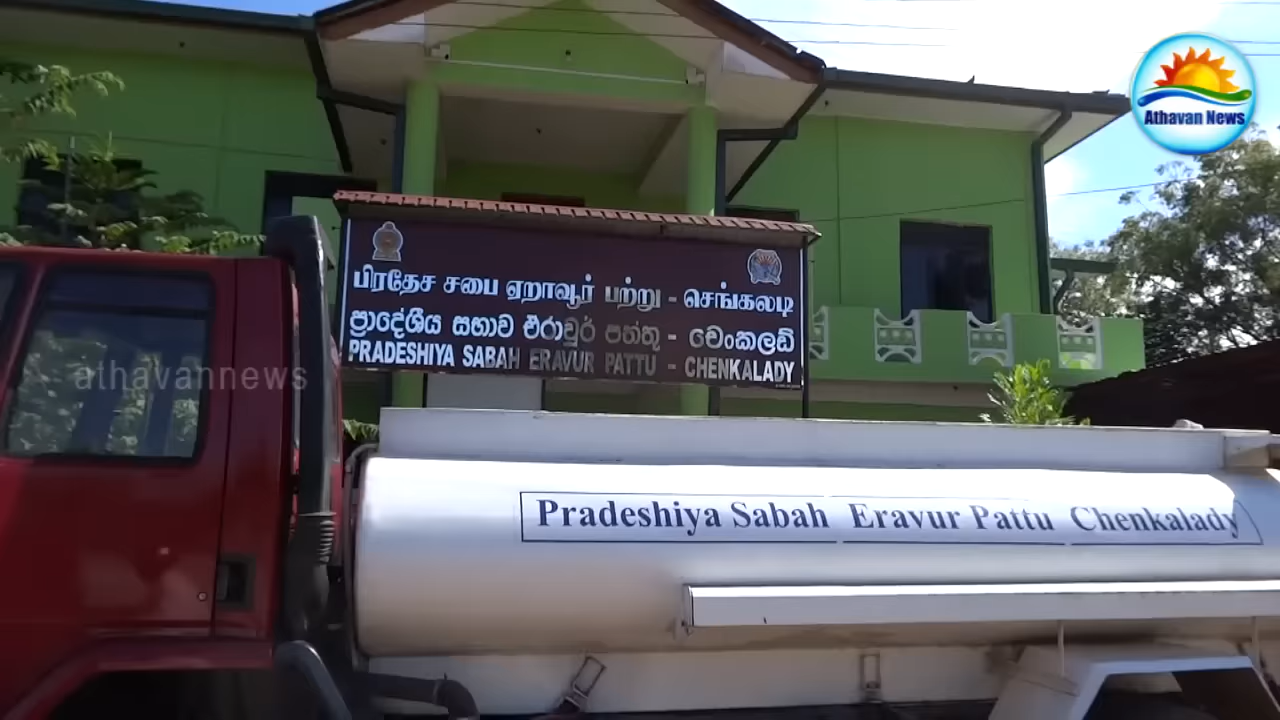 Athavan News
பிரதேச சபை ஏறாவூர் பற்று - செங்கலடி
ප්‍රාදේශීය සභාව එරාවුර් පත්තු - චෙංකලඩි
PRADESHIYA SABAH ERAVUR PATTU - CHENKALADY
athavannews
Pradeshiya Sabah Eravur Pattu Chenkalady